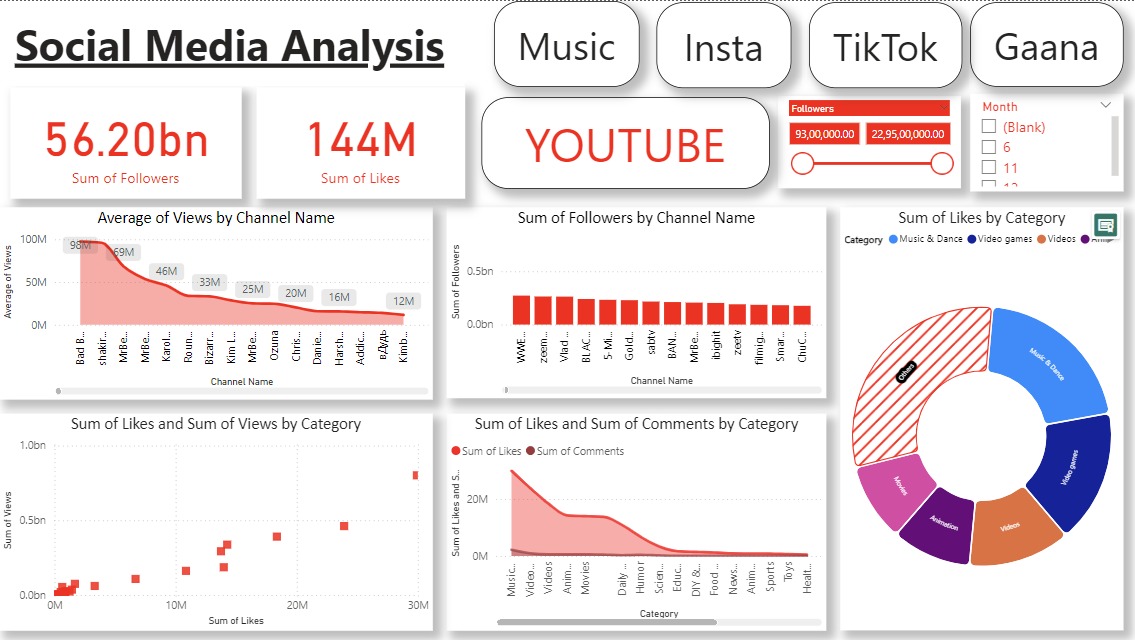 Social Media Analysis
Music
Insta
TikTok
Gaana
56.20bn
Sum of Followers
144M
Sum of Likes
YOUTUBE
Followers
93,00,000.00
22,95,00,000.00
Month
(Blank)
6
11
12
Average of Views by Channel Name
Average of Views
100M
50M
0M
98M
69M
46M
33M
25M
20M
16M
12M
Bad B...
shakir...
MrBe...
MrBe...
Karol...
Roun...
Bizarr...
Kim L...
MrBe...
Ozuna
Chris...
Danie...
Harsh...
Addic...
вДудь
Kimb...
Channel Name
Sum of Followers by Channel Name
Sum of Followers
0.5bn
0.0bn
WWE...
zeem...
Vlad ...
BLAC...
5-Mi...
Gold...
sabtv
BAN...
MrBe...
ibighit
zeetv
filmig...
Smar...
ChuC...
Channel Name
Sum of Likes by Category
Category
Music & Dance
Video games
Videos
Others
Music & Dance
Video games
Videos
Animation
Movies
Sum of Likes and Sum of Views by Category
Sum of Views
1.0bn
0.5bn
0.0bn
0M
10M
20M
30M
Sum of Likes
Sum of Likes and Sum of Comments by Category
Sum of Likes
Sum of Comments
Sum of Likes and S...
20M
0M
Music...
Video...
Videos
Anim...
Movies
Daily ...
Humor
Scien...
Educ...
DIY &...
Food ...
News...
Anim...
Sports
Toys
Healt...
Category